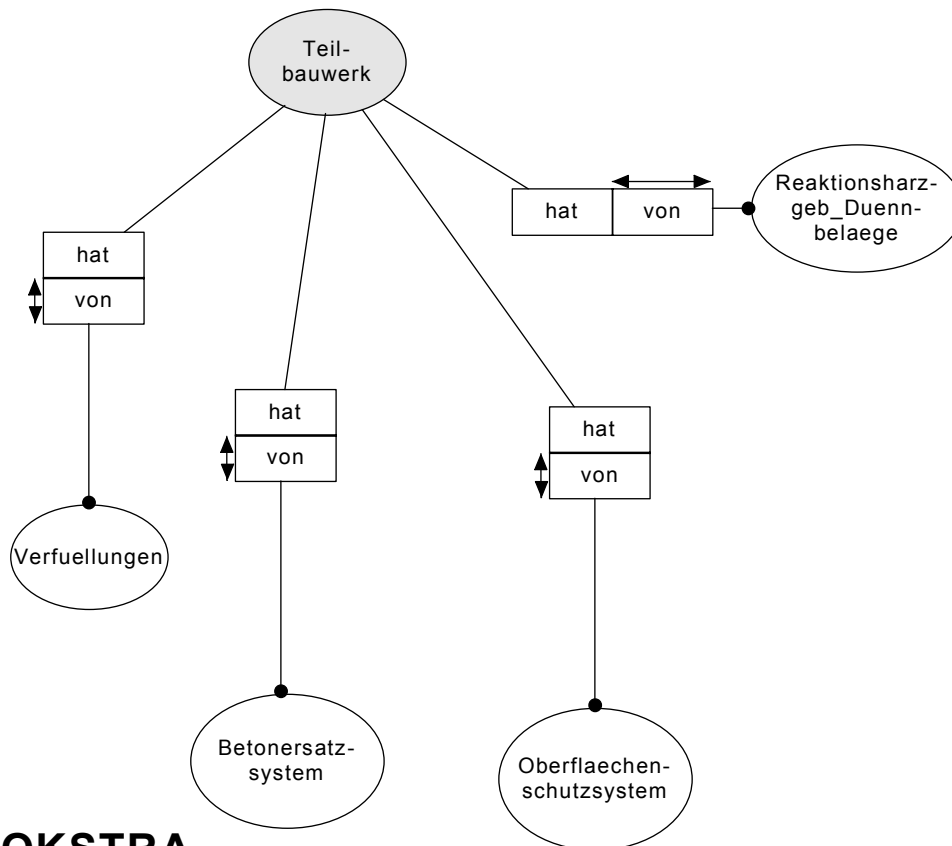 Teil-
bauwerk
hat
von
Reaktionsharz-
geb_Duenn-
belaege
hat
von
hat
von
hat
von
Verfuellungen
Betonersatz-
system
Oberflaechen-
schutzsystem
OKSTRA